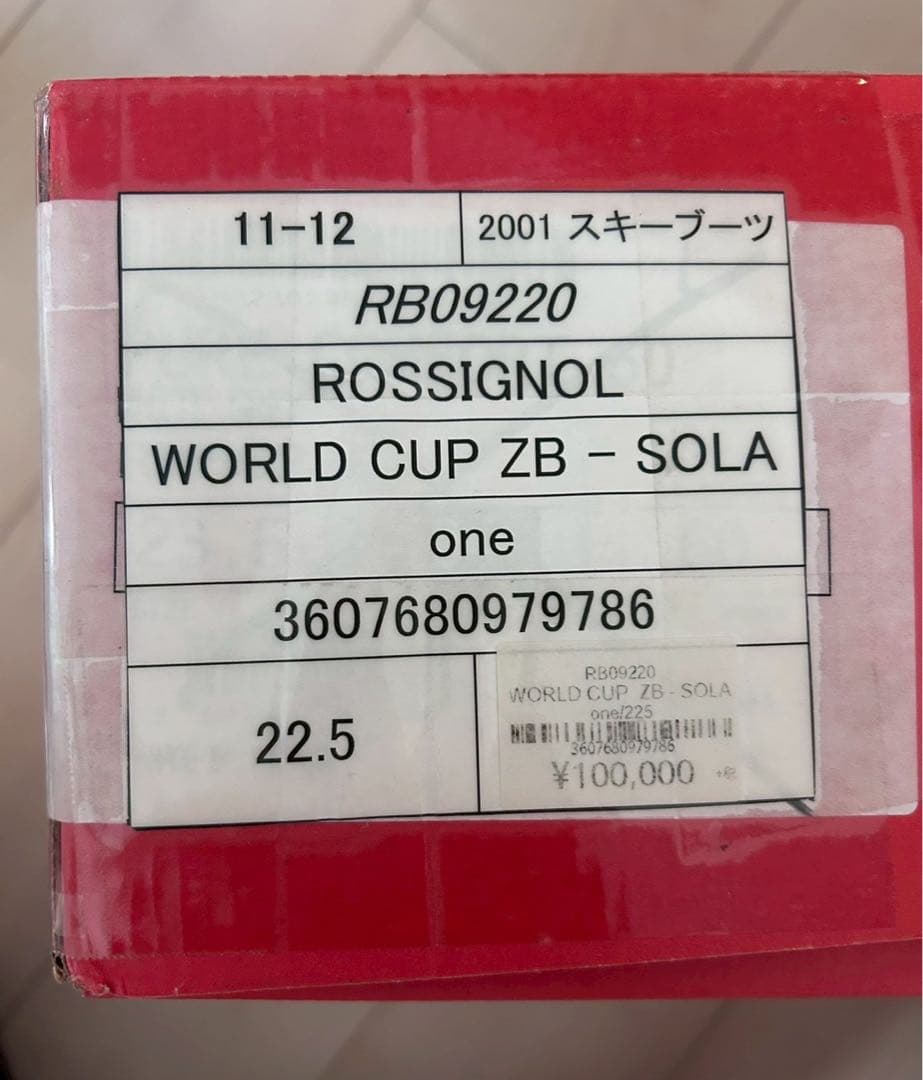 11-12 2001 スキーブーツ
RB09220
ROSSIGNOL
WORLD CUP ZB - SOLA
one
3607680979786
22.5
RB09220
WORLD CUP ZB - SOLA
one/225
3607680979786
¥100,000 +税